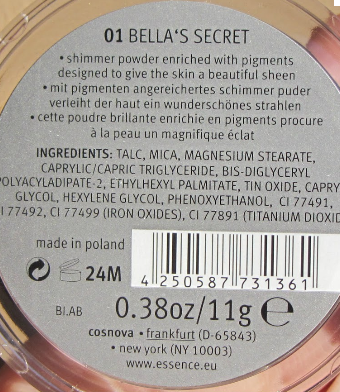 01 BELLA'S SECRET
• shimmer powder enriched with pigments
designed to give the skin a beautiful sheen
• mit pigmenten angereichertes schimmer puder
verleiht der haut ein wunderschönes strahlen
• cette poudre brillante enrichie en pigments procure
à la peau un magnifique éclat
INGREDIENTS: TALC, MICA, MAGNESIUM STEARATE,
CAPRYLIC/CAPRIC TRIGLYCERIDE, BIS-DIGLYCERYL
POLYACYLADIPATE-2, ETHYLHEXYL PALMITATE, TIN OXIDE, CAPRY
GLYCOL, HEXYLENE GLYCOL, PHENOXYETHANOL, CI 77491,
CI 77492, CI 77499 (IRON OXIDES), CI 77891 (TITANIUM DIOXID
made in poland
24M
4 250587 731361
BI.AB 0.38oz/11g e
cosnova • frankfurt (D-65843)
• new york (NY 10003)
www.essence.eu